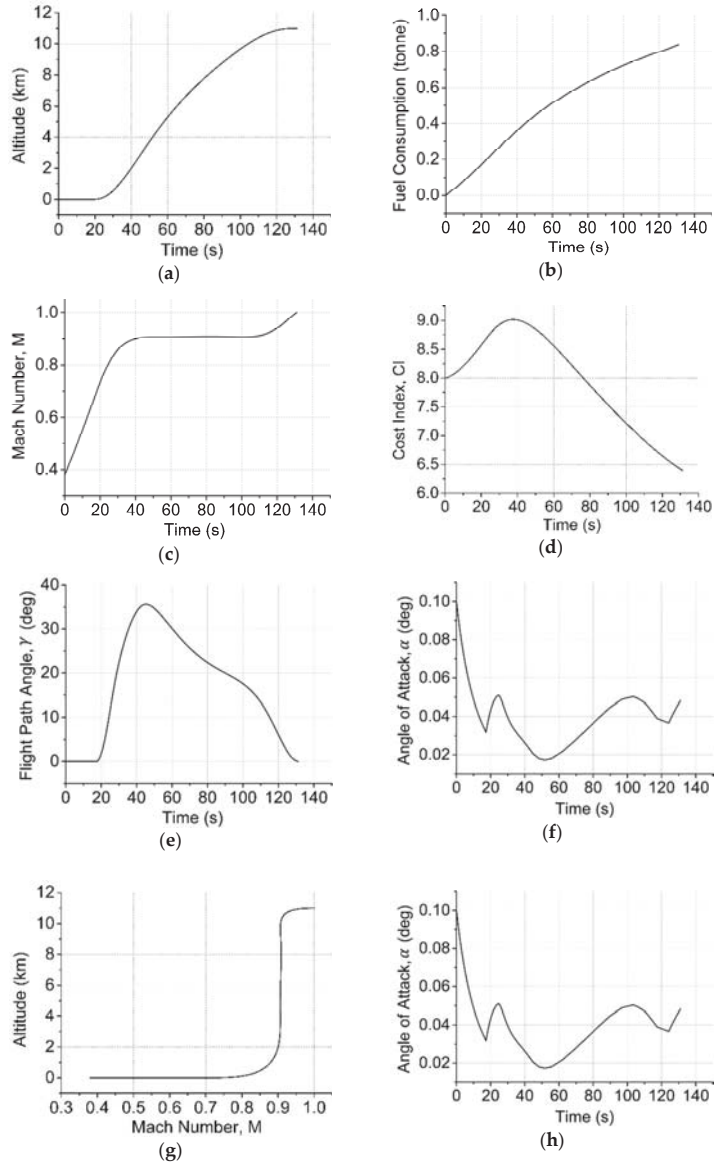 12
10
8
6
4
2
0
Altitude (km)
0 20 40 60 80 100 120 140
Time (s)
(a)
1.0
0.8
0.6
0.4
0.2
0.0
Fuel Consumption (tonne)
0 20 40 60 80 100 120 140
Time (s)
(b)
1.0
0.8
0.6
0.4
Mach Number, M
0 20 40 60 80 100 120 140
Time (s)
(c)
9.0
8.5
8.0
7.5
7.0
6.5
6.0
Cost Index, CI
0 20 40 60 80 100 120 140
Time (s)
(d)
40
30
20
10
0
Flight Path Angle, γ (deg)
0 20 40 60 80 100 120 140
Time (s)
(e)
0.10
0.08
0.06
0.04
0.02
Angle of Attack, α (deg)
0 20 40 60 80 100 120 140
Time (s)
(f)
12
10
8
6
4
2
0
Altitude (km)
0.3 0.4 0.5 0.6 0.7 0.8 0.9 1.0
Mach Number, M
(g)
0.10
0.08
0.06
0.04
0.02
Angle of Attack, α (deg)
0 20 40 60 80 100 120 140
Time (s)
(h)